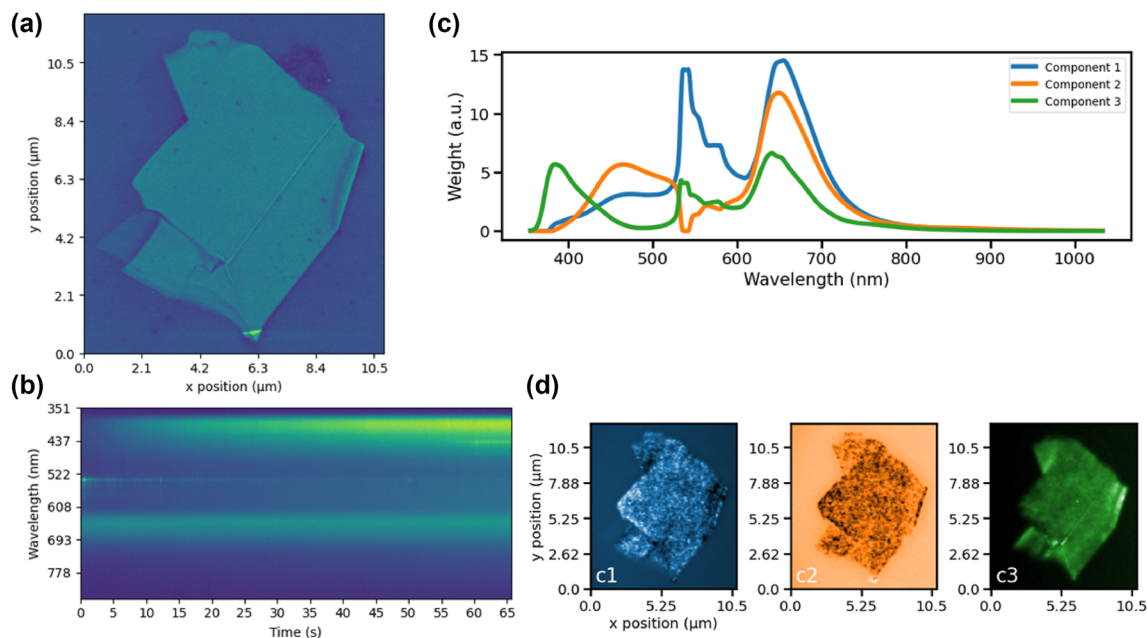 (a)
10.5
8.4
6.3
4.2
2.1
0.0
y position (μm)
0.0 2.1 4.2 6.3 8.4 10.5
x position (μm)
(c)
15
10
5
0
Weight (a.u.)
Component 1
Component 2
Component 3
400 500 600 700 800 900 1000
Wavelength (nm)
(b)
351
437
522
608
693
778
Wavelength (nm)
0 5 10 15 20 25 30 35 40 45 50 55 60 65
Time (s)
(d)
10.5
7.88
5.25
2.62
0.0
y position (μm)
c1
0.0 5.25 10.5
x position (μm)
10.5
7.88
5.25
2.62
0.0
c2
0.0 5.25 10.5
10.5
7.88
5.25
2.62
0.0
c3
0.0 5.25 10.5